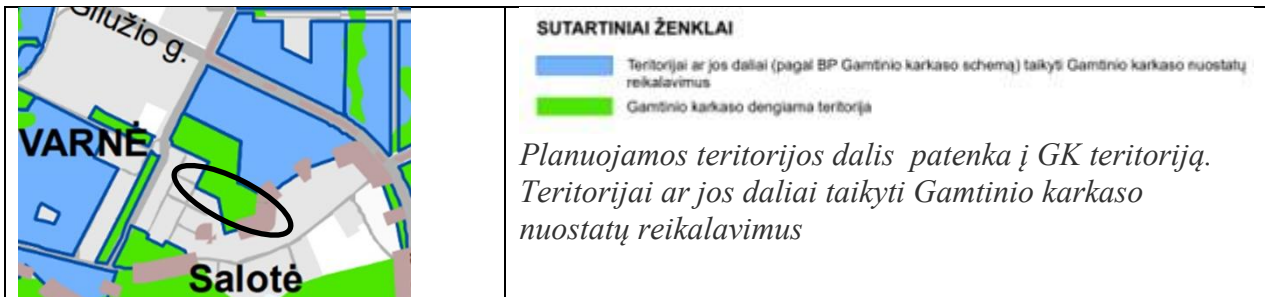 Gilužio g.
VARNĖ
Salotė
SUTARTINIAI ŽENKLAI
Teritorijai ar jos daliai (pagal BP Gamtinio karkaso schemą) taikyti Gamtinio karkaso nuostatų
reikalavimus
Gamtinio karkaso dengiama teritorija
Planuojamos teritorijos dalis patenka į GK teritoriją.
Teritorijai ar jos daliai taikyti Gamtinio karkaso
nuostatų reikalavimus